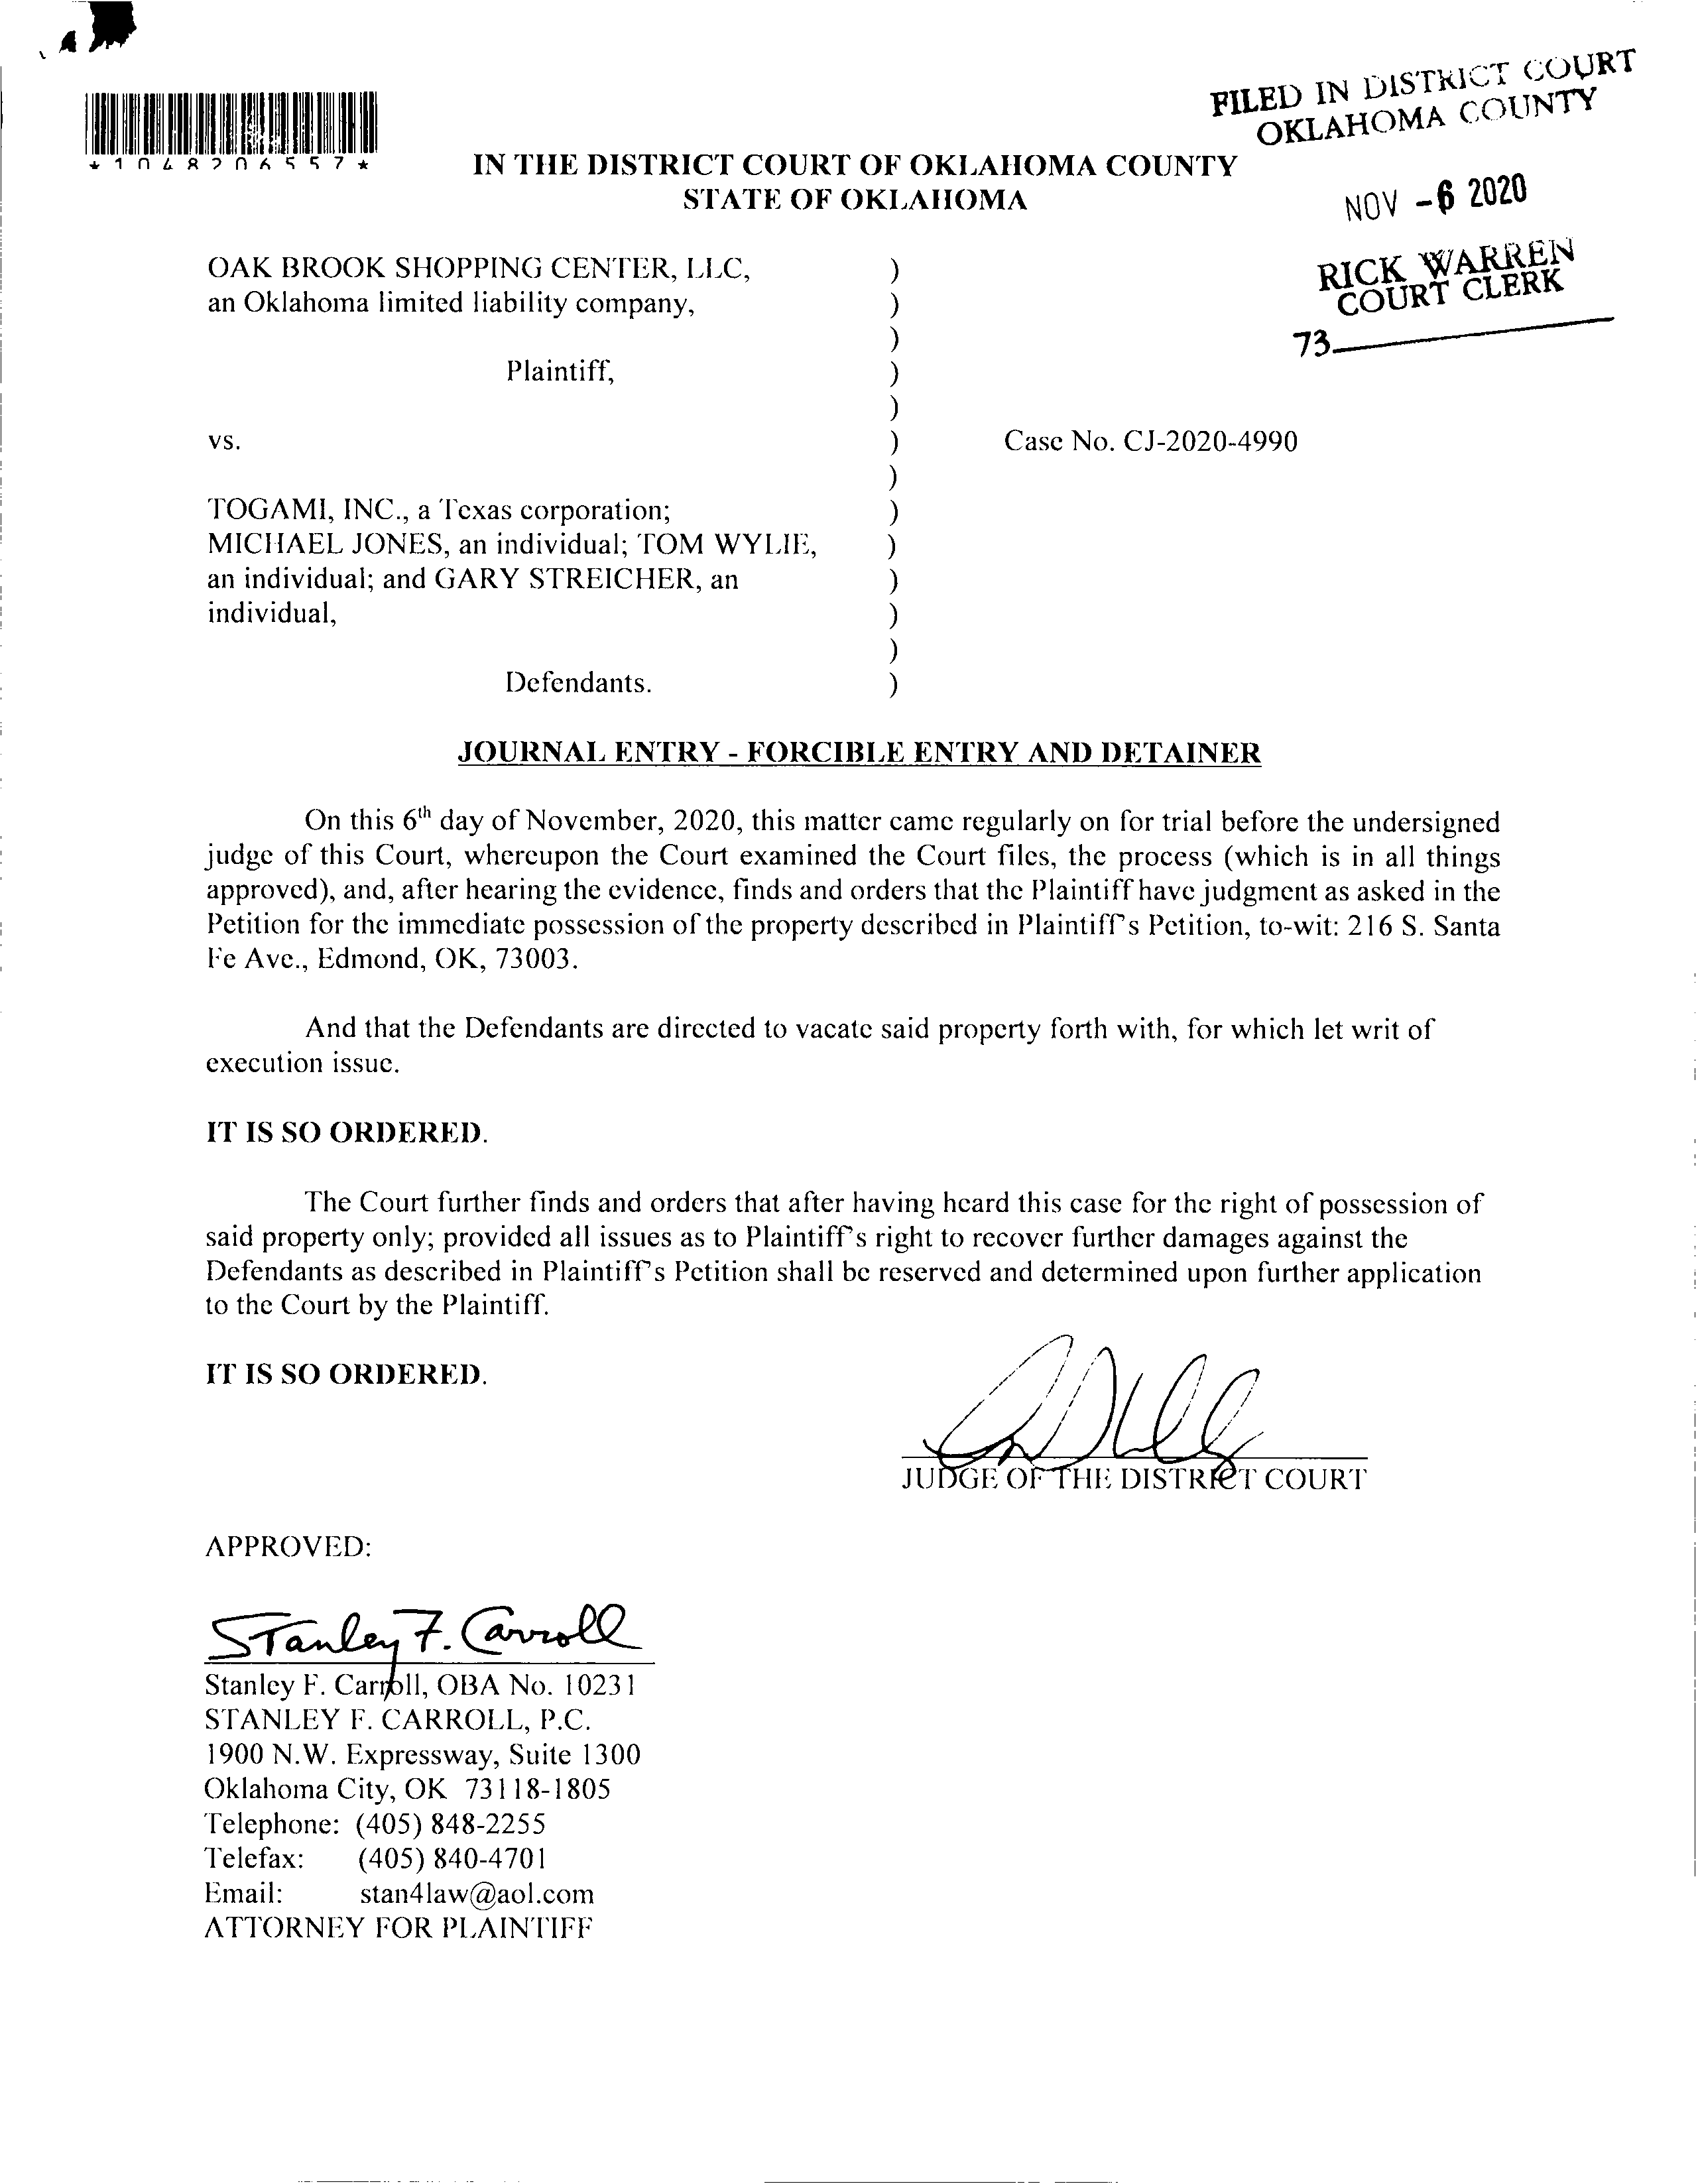 FILED IN DISTRICT COURT
OKLAHOMA COUNTY
NOV -6 2020
RICK WARREN
COURT CLERK
73
*1048206557*
IN THE DISTRICT COURT OF OKLAHOMA COUNTY
STATE OF OKLAHOMA
OAK BROOK SHOPPING CENTER, LLC, )
an Oklahoma limited liability company, )
)
Plaintiff, )
)
vs. ) Case No. CJ-2020-4990
)
TOGAMI, INC., a Texas corporation; )
MICHAEL JONES, an individual; TOM WYLIE, )
an individual; and GARY STREICHER, an )
individual, )
)
Defendants. )
JOURNAL ENTRY - FORCIBLE ENTRY AND DETAINER
On this 6th day of November, 2020, this matter came regularly on for trial before the undersigned
judge of this Court, whereupon the Court examined the Court files, the process (which is in all things
approved), and, after hearing the evidence, finds and orders that the Plaintiff have judgment as asked in the
Petition for the immediate possession of the property described in Plaintiff's Petition, to-wit: 216 S. Santa
Fe Ave., Edmond, OK, 73003.
And that the Defendants are directed to vacate said property forth with, for which let writ of
execution issue.
IT IS SO ORDERED.
The Court further finds and orders that after having heard this case for the right of possession of
said property only; provided all issues as to Plaintiff's right to recover further damages against the
Defendants as described in Plaintiff's Petition shall be reserved and determined upon further application
to the Court by the Plaintiff.
IT IS SO ORDERED.
JUDGE OF THE DISTRICT COURT
APPROVED:
Stanley F. Carroll
Stanley F. Carroll, OBA No. 10231
STANLEY F. CARROLL, P.C.
1900 N.W. Expressway, Suite 1300
Oklahoma City, OK 73118-1805
Telephone: (405) 848-2255
Telefax: (405) 840-4701
Email: stan4law@aol.com
ATTORNEY FOR PLAINTIFF